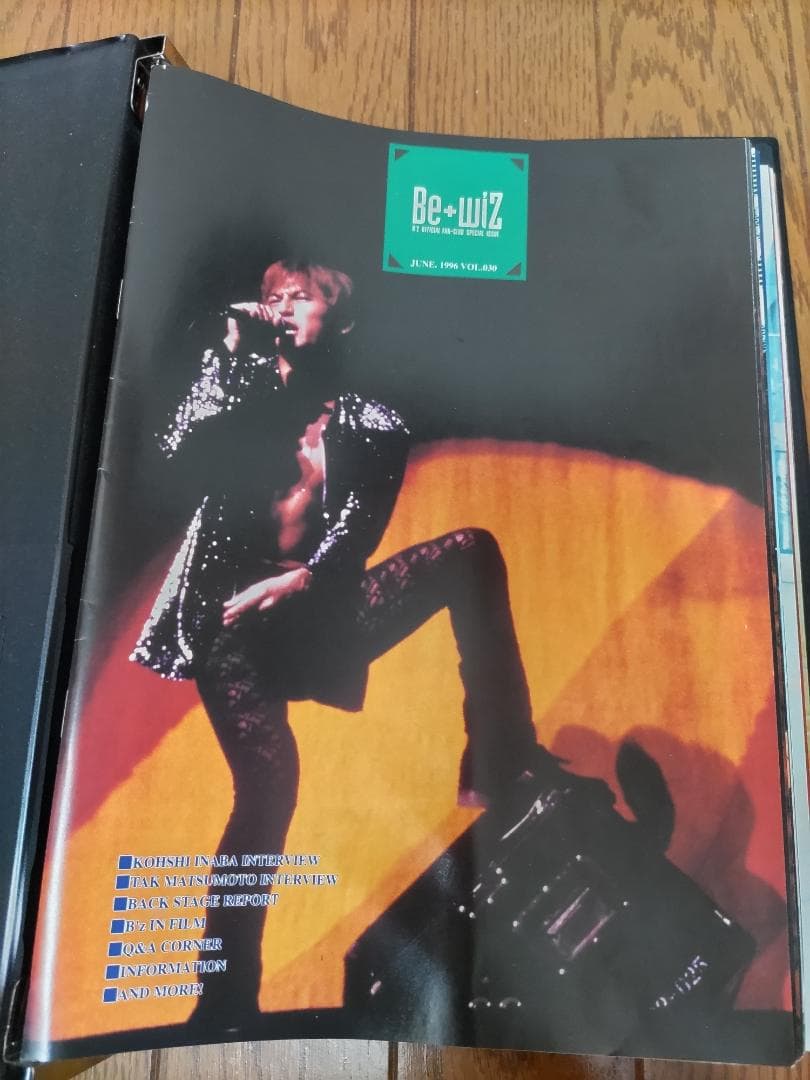 Be+wiZ
B'Z OFFICIAL FAN-CLUB SPECIAL ISSUE
JUNE. 1996 VOL.030
■KOHSHI INABA INTERVIEW
■TAK MATSUMOTO INTERVIEW
■BACK STAGE REPORT
■B'z IN FILM
■Q&A CORNER
■INFORMATION
■AND MORE!